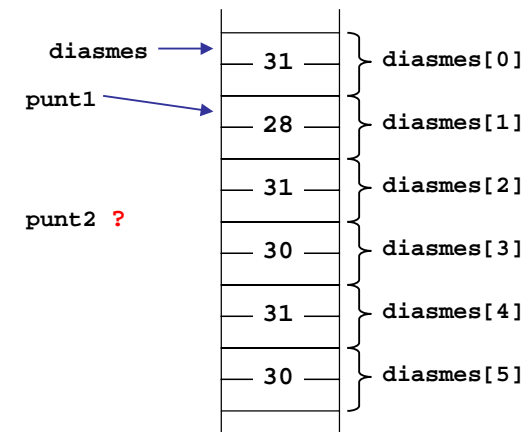 diasmes 31 diasmes[0]
punt1 28 diasmes[1]
31 diasmes[2]
punt2 ? 30 diasmes[3]
31 diasmes[4]
30 diasmes[5]